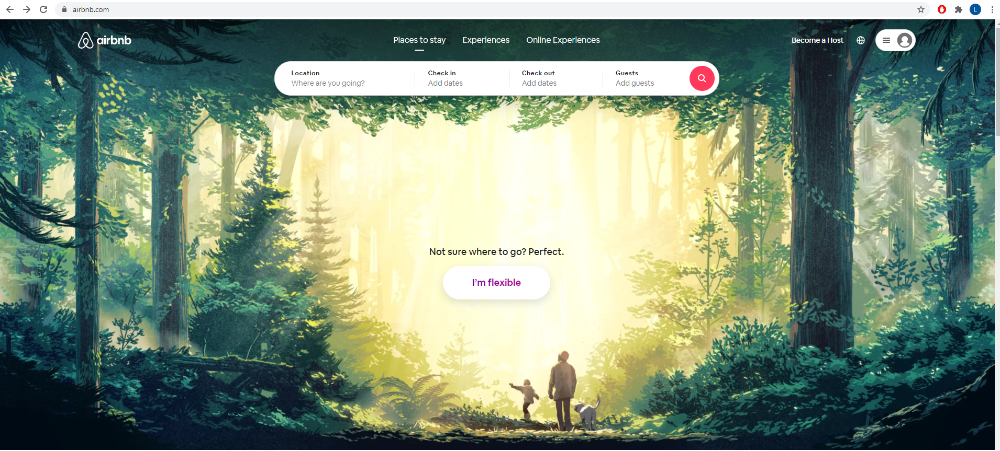 airbnb.com
L
airbnb
Places to stay Experiences Online Experiences
Become a Host
Location Check in Check out Guests
Where are you going? Add dates Add dates Add guests
Not sure where to go? Perfect.
I'm flexible